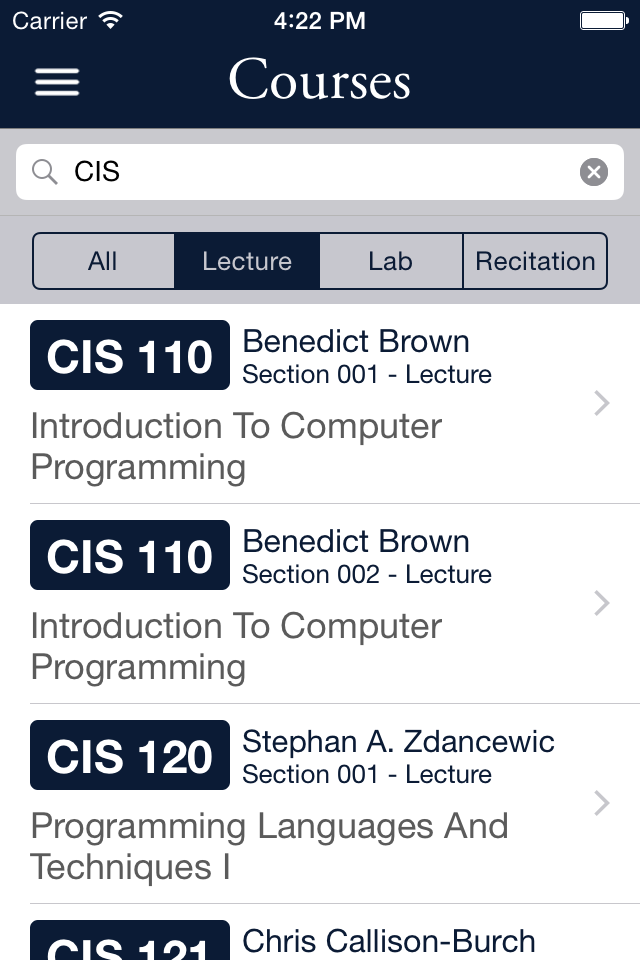 Carrier 4:22 PM
Courses
CIS
All Lecture Lab Recitation
CIS 110 Benedict Brown
Section 001 - Lecture
Introduction To Computer
Programming
CIS 110 Benedict Brown
Section 002 - Lecture
Introduction To Computer
Programming
CIS 120 Stephan A. Zdancewic
Section 001 - Lecture
Programming Languages And
Techniques I
CIS 121 Chris Callison-Burch